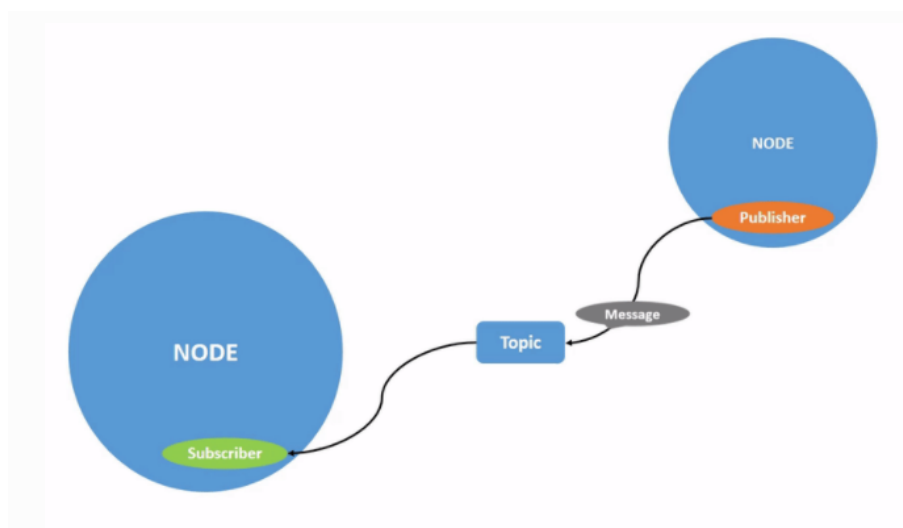 NODE
Publisher
Message
Topic
NODE
Subscriber